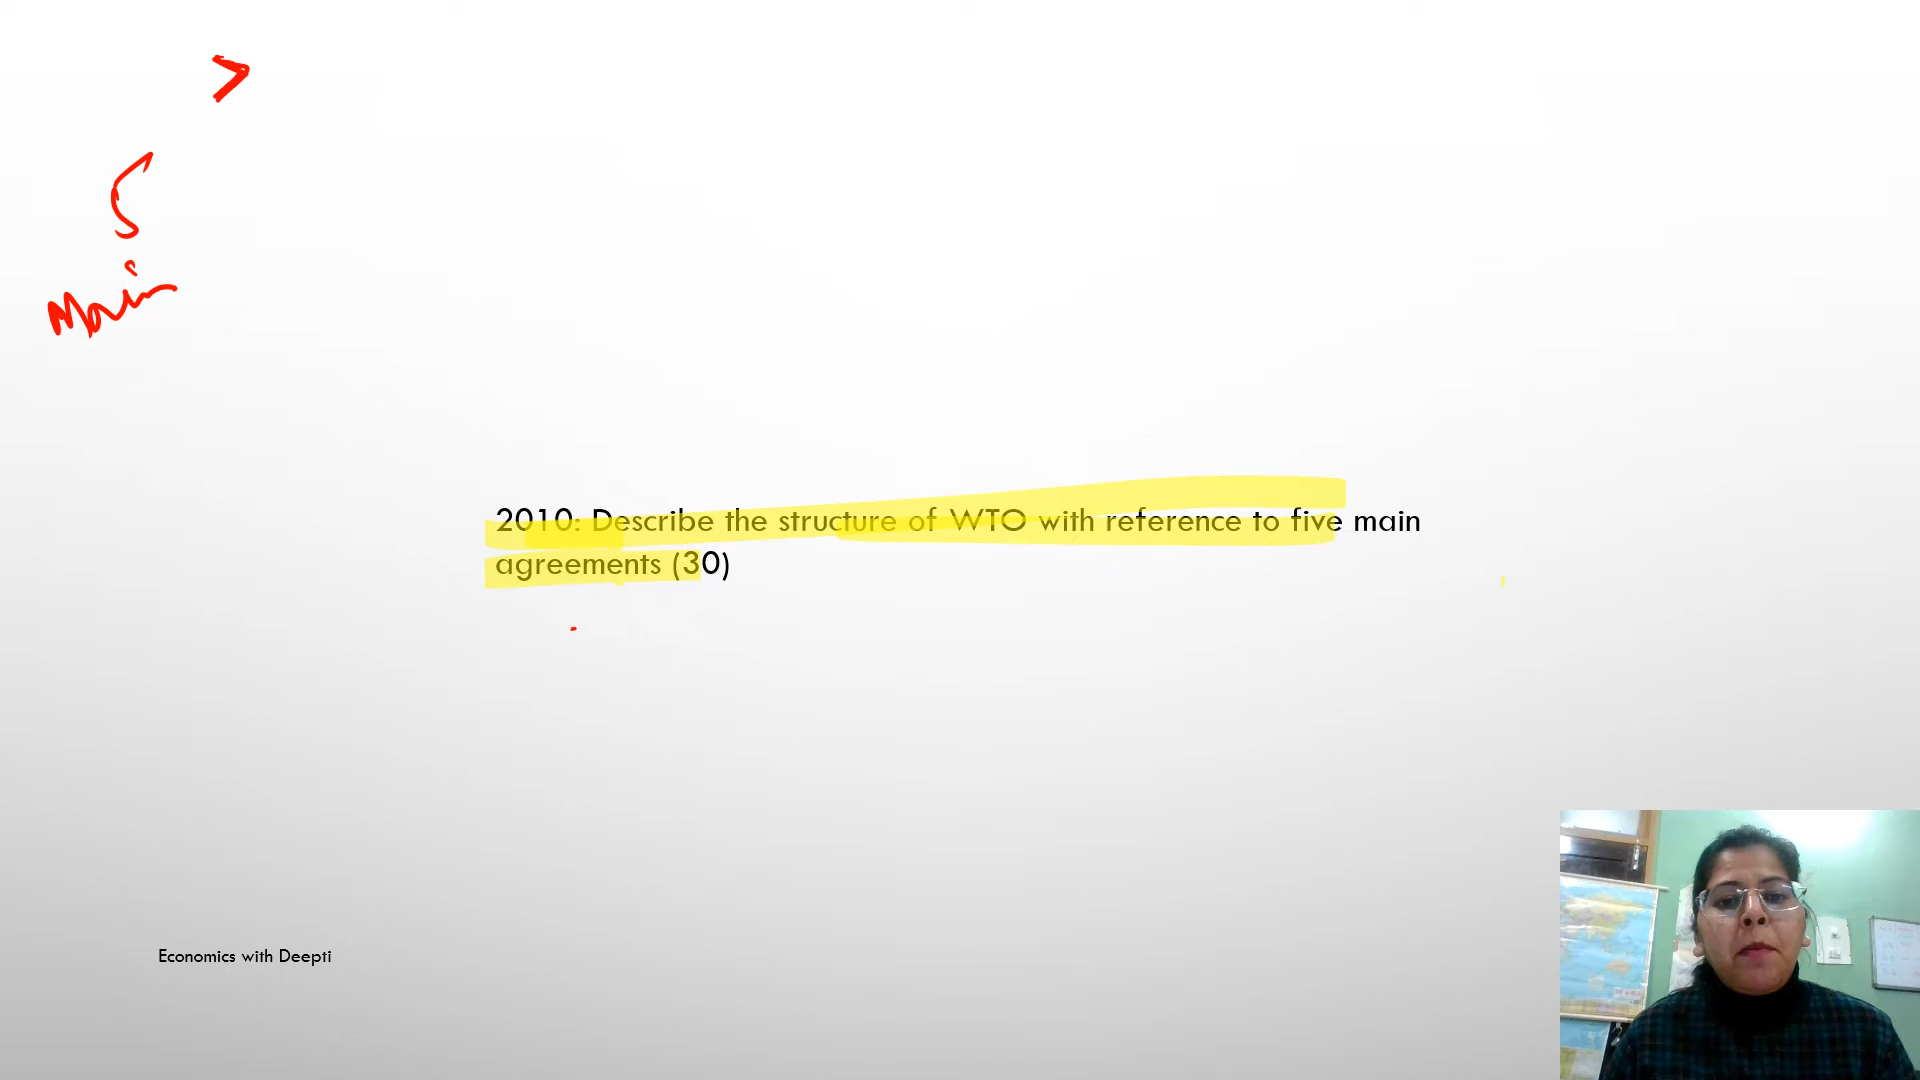 Main
2010: Describe the structure of WTO with reference to five main
agreements (30)
Economics with Deepti